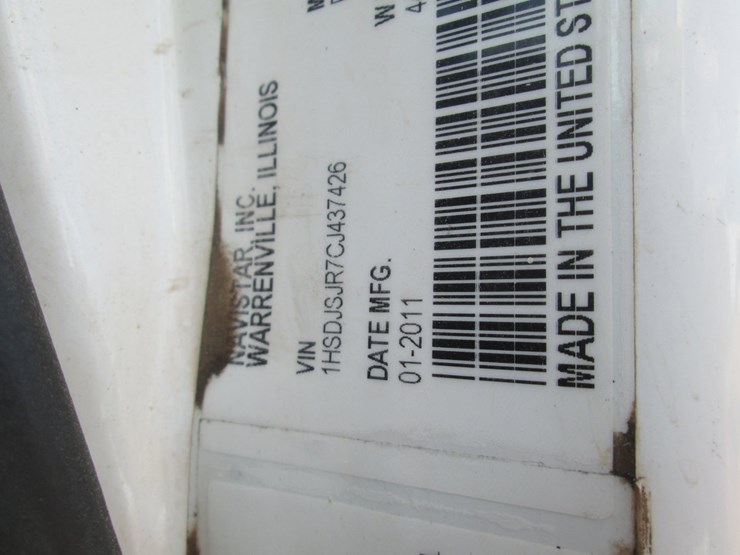 NAVISTAR, INC.
WARRENVILLE, ILLINOIS
VIN
1HSDJSJR7CJ437426
DATE MFG.
01-2011
MADE IN THE UNITED ST